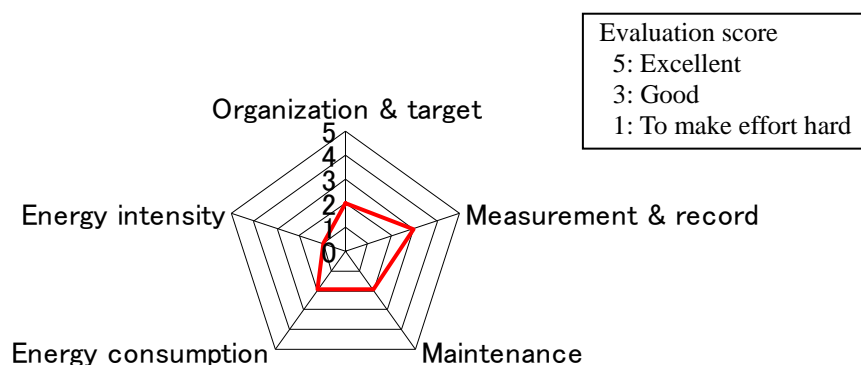 Evaluation score
5: Excellent
3: Good
1: To make effort hard
Organization & target
5
4
3
2
1
0
Energy intensity
Measurement & record
Energy consumption
Maintenance